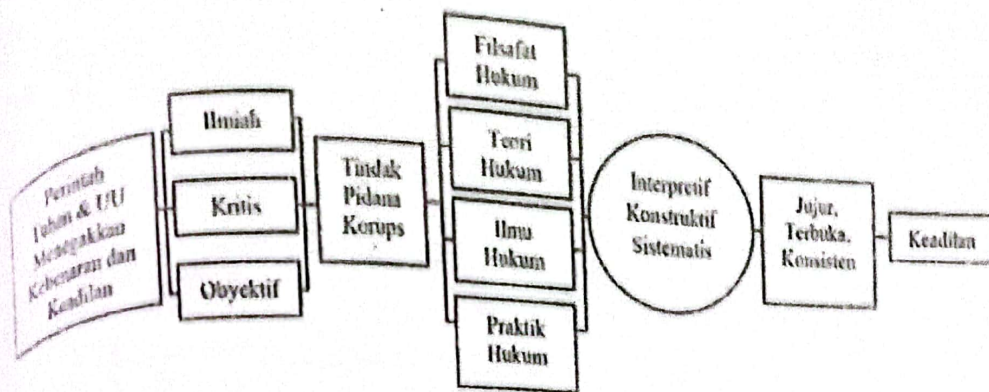 Perintah
Tuhan & UU
Menegakkan
Kebenaran dan
Keadilan
Ilmiah
Kritis
Obyektif
Tindak
Pidana
Korups
Filsafat
Hukum
Teori
Hukum
Ilmu
Hukum
Praktik
Hukum
Interpretif
Konstruktif
Sistematis
Jujur,
Terbuka,
Konsisten
Keadilan